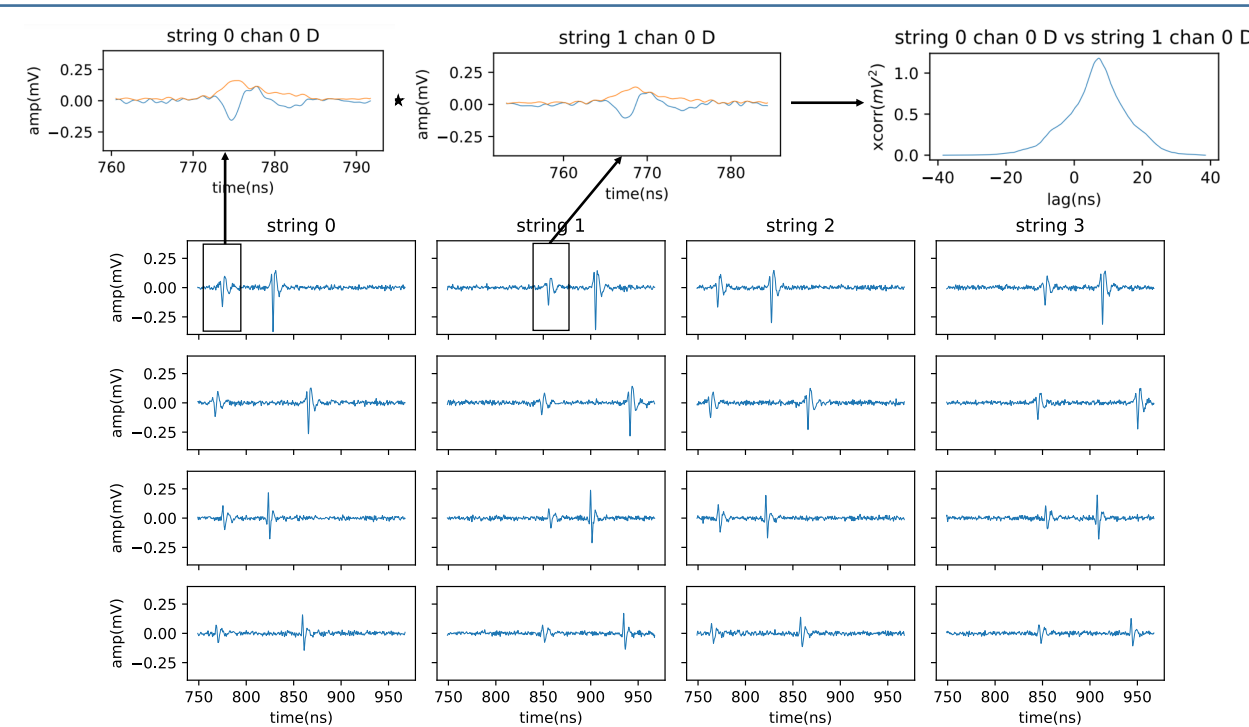 string 0 chan 0 D
string 1 chan 0 D
string 0 chan 0 D vs string 1 chan 0 D
amp(mV)
0.25
0.00
−0.25
760
770
780
790
time(ns)
★
amp(mV)
0.25
0.00
−0.25
760
770
780
time(ns)
xcorr(mV²)
1.0
0.5
0.0
−40
−20
0
20
40
lag(ns)
string 0
string 1
string 2
string 3
amp(mV)
0.25
0.00
−0.25
amp(mV)
0.25
0.00
−0.25
amp(mV)
0.25
0.00
−0.25
amp(mV)
0.25
0.00
−0.25
750 800 850 900 950
750 800 850 900 950
750 800 850 900 950
750 800 850 900 950
time(ns)
time(ns)
time(ns)
time(ns)